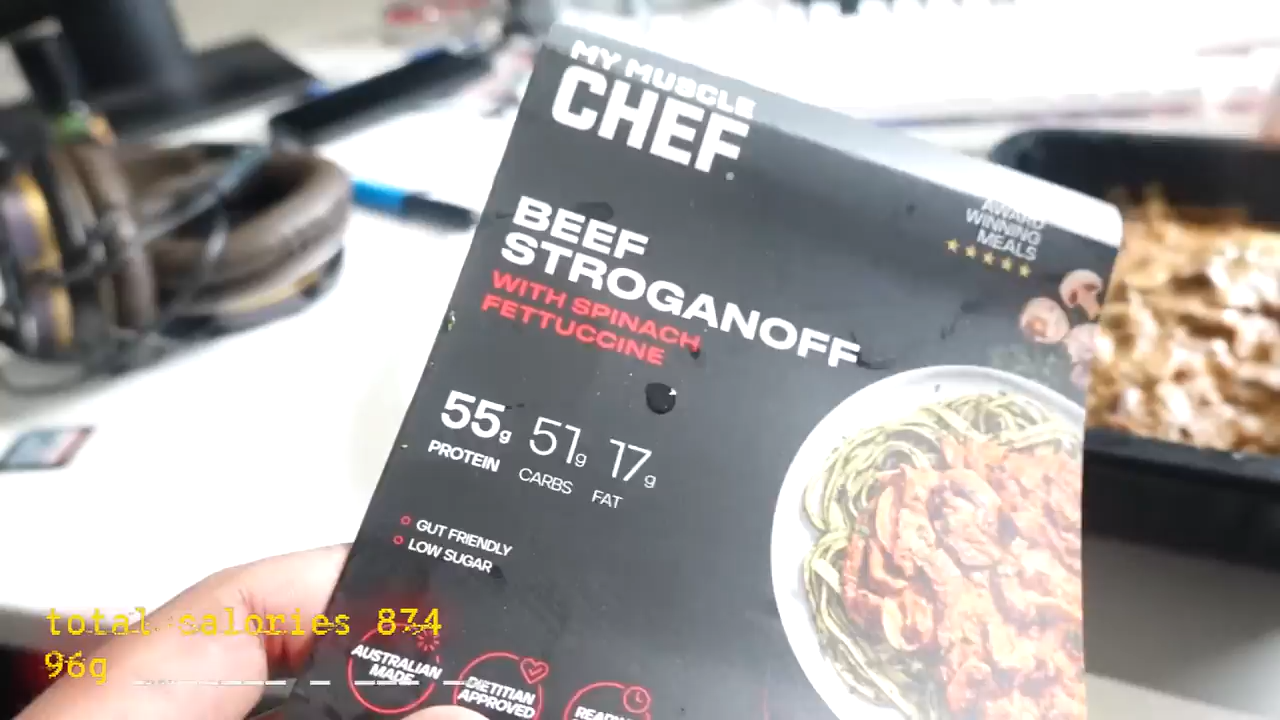 MY MUSCLE
CHEF
AWARD
WINNING
MEALS
BEEF
STROGANOFF
WITH SPINACH
FETTUCCINE
55g 51g 17g
PROTEIN CARBS FAT
GUT FRIENDLY
LOW SUGAR
total calories 874
96g
AUSTRALIAN
MADE
DIETITIAN
APPROVED